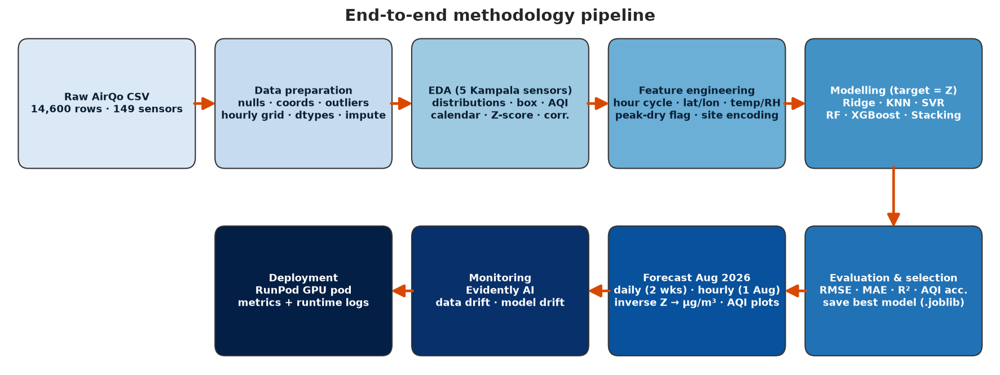 End-to-end methodology pipeline
Raw AirQo CSV
14,600 rows · 149 sensors
Data preparation
nulls · coords · outliers
hourly grid · dtypes · impute
EDA (5 Kampala sensors)
distributions · box · AQI
calendar · Z-score · corr.
Feature engineering
hour cycle · lat/lon · temp/RH
peak-dry flag · site encoding
Modelling (target = Z)
Ridge · KNN · SVR
RF · XGBoost · Stacking
Evaluation & selection
RMSE · MAE · R² · AQI acc.
save best model (.joblib)
Forecast Aug 2026
daily (2 wks) · hourly (1 Aug)
inverse Z → µg/m³ · AQI plots
Monitoring
Evidently AI
data drift · model drift
Deployment
RunPod GPU pod
metrics + runtime logs